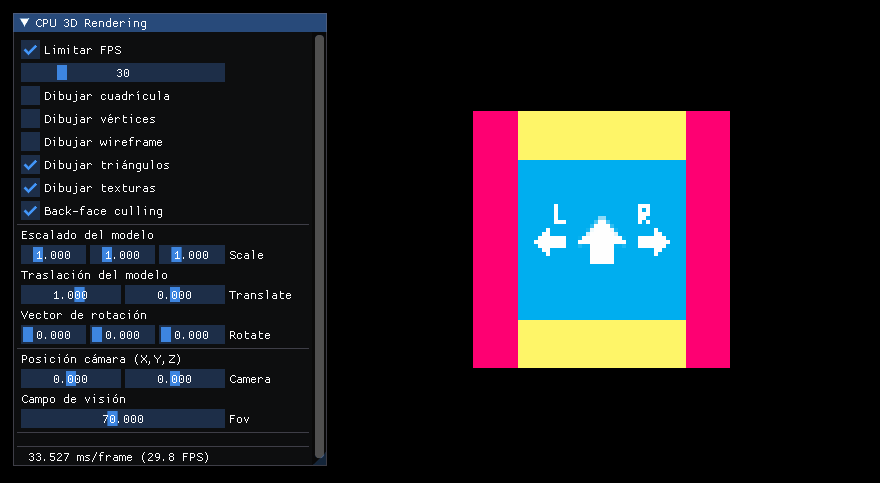 CPU 3D Rendering
Limitar FPS
30
Dibujar cuadrícula
Dibujar vértices
Dibujar wireframe
Dibujar triángulos
Dibujar texturas
Back-face culling
Escalado del modelo
1.000 1.000 1.000 Scale
Traslación del modelo
1.000 0.000 Translate
Vector de rotación
0.000 0.000 0.000 Rotate
Posición cámara (X,Y,Z)
0.000 0.000 Camera
Campo de visión
70.000 Fov
33.527 ms/frame (29.8 FPS)
L R